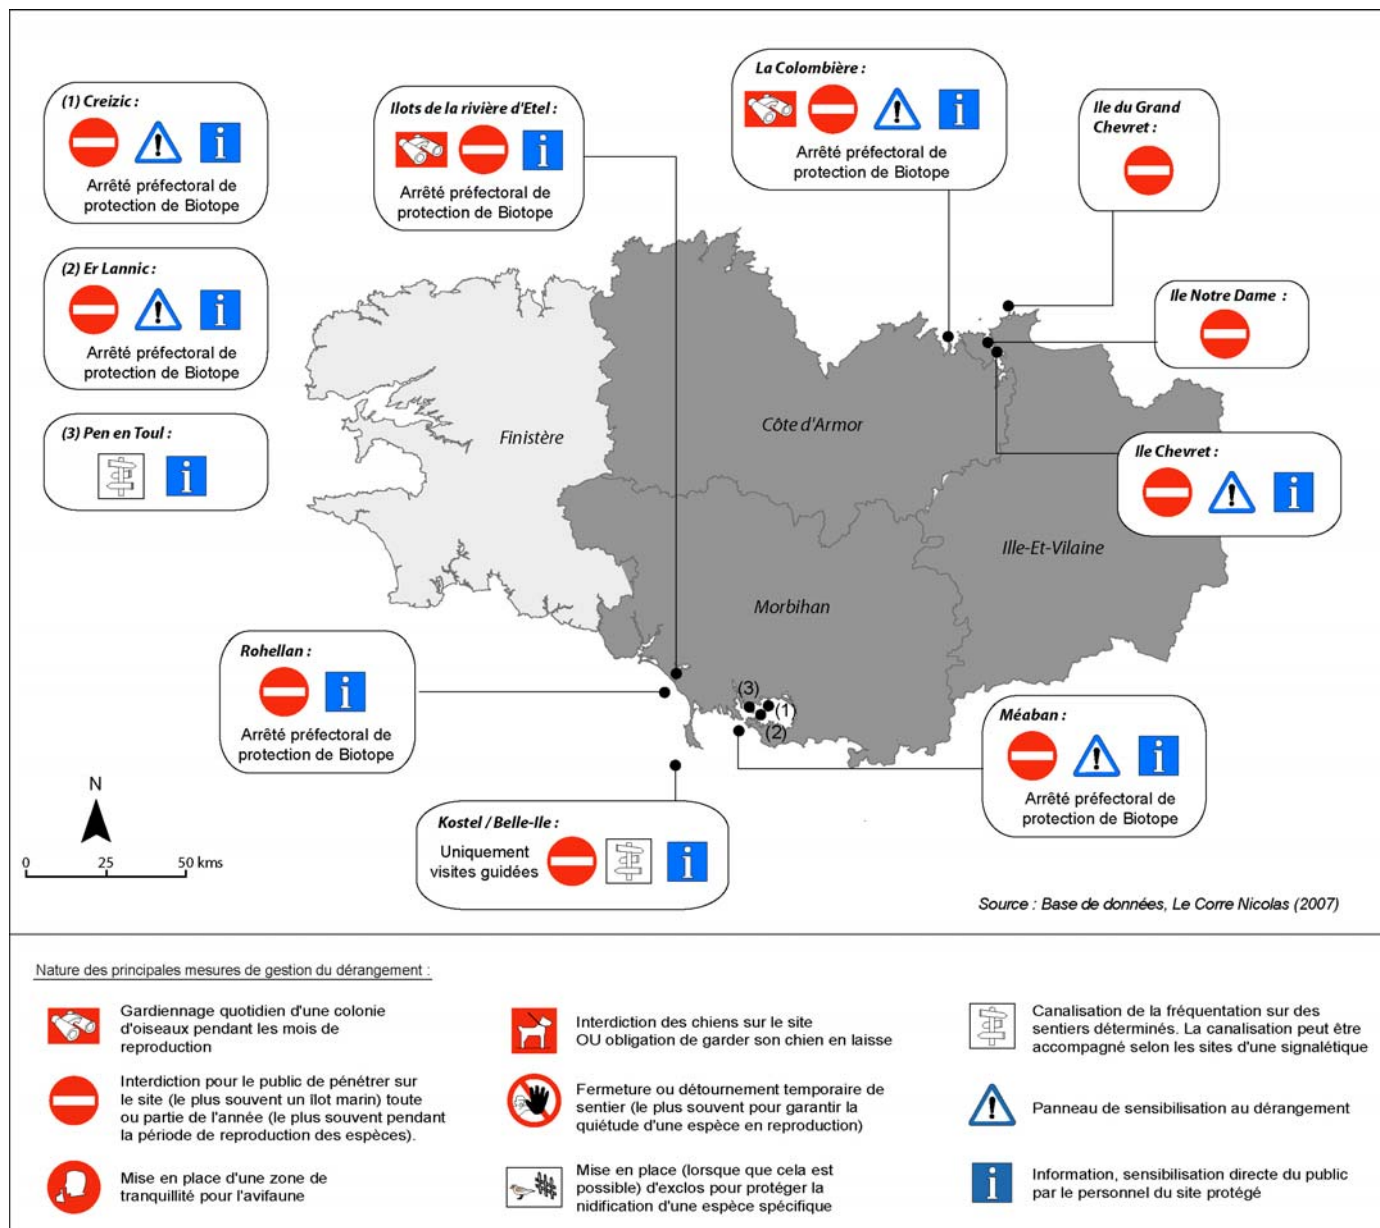 (1) Creizic :
Arrêté préfectoral de
protection de Biotope
Ilots de la rivière d'Etel :
Arrêté préfectoral de
protection de Biotope
La Colombière :
Arrêté préfectoral de
protection de Biotope
Ile du Grand
Chevret :
(2) Er Lannic :
Arrêté préfectoral de
protection de Biotope
Ile Notre Dame :
(3) Pen en Toul :
Finistère
Côte d'Armor
Ile Chevret :
Ille-Et-Vilaine
Morbihan
Rohellan :
Arrêté préfectoral de
protection de Biotope
(3)
(1)
(2)
Méaban :
Arrêté préfectoral de
protection de Biotope
N
0 25 50 kms
Kostel / Belle-Ile :
Uniquement
visites guidées
Source : Base de données, Le Corre Nicolas (2007)
Nature des principales mesures de gestion du dérangement :
Gardiennage quotidien d'une colonie
d'oiseaux pendant les mois de
reproduction
Interdiction pour le public de pénétrer sur
le site (le plus souvent un îlot marin) toute
ou partie de l'année (le plus souvent pendant
la période de reproduction des espèces).
Mise en place d'une zone de
tranquillité pour l'avifaune
Interdiction des chiens sur le site
OU obligation de garder son chien en laisse
Fermeture ou détournement temporaire de
sentier (le plus souvent pour garantir la
quiétude d'une espèce en reproduction)
Mise en place (lorsque que cela est
possible) d'exclos pour protéger la
nidification d'une espèce spécifique
Canalisation de la fréquentation sur des
sentiers déterminés. La canalisation peut être
accompagné selon les sites d'une signalétique
Panneau de sensibilisation au dérangement
Information, sensibilisation directe du public
par le personnel du site protégé